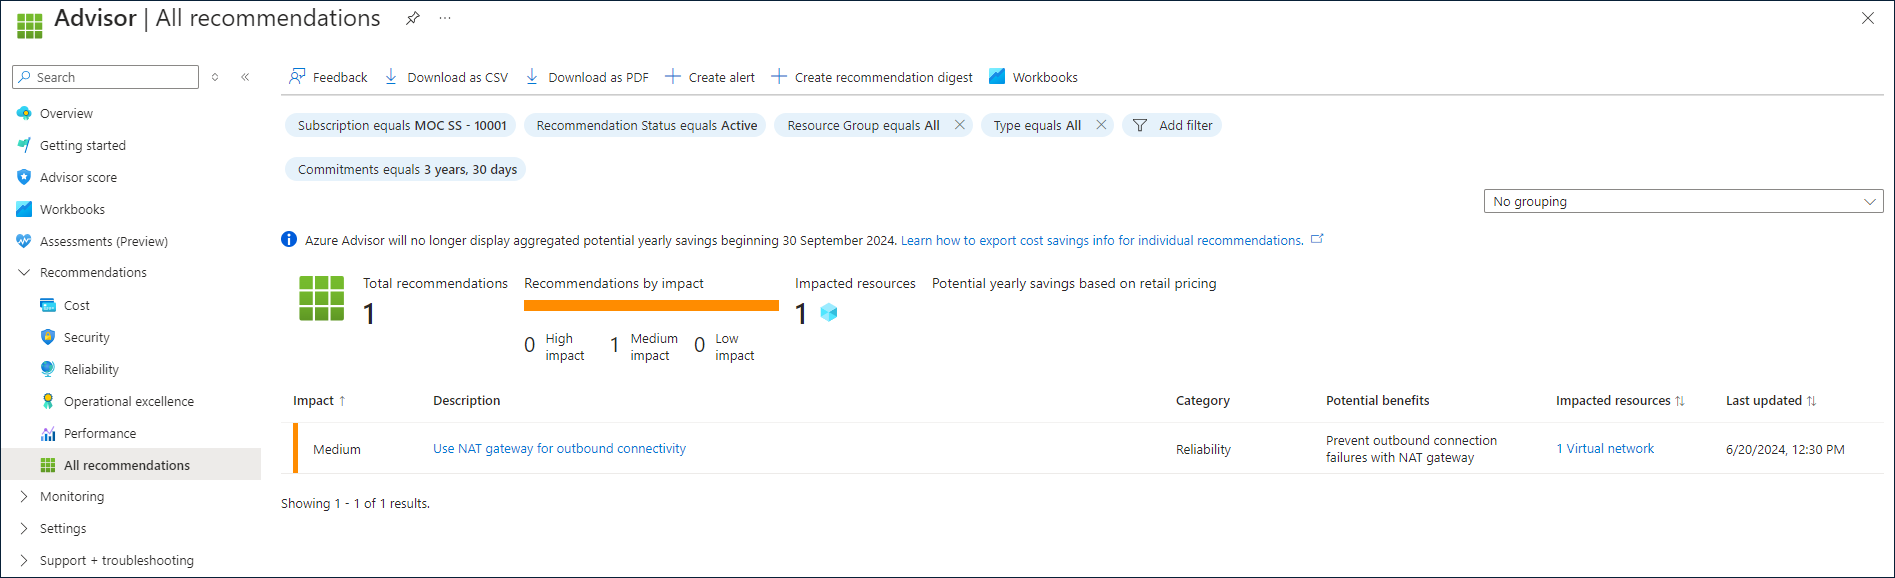 Advisor | All recommendations
Search
Feedback Download as CSV Download as PDF Create alert Create recommendation digest Workbooks
Overview
Getting started
Advisor score
Workbooks
Assessments (Preview)
Recommendations
Cost
Security
Reliability
Operational excellence
Performance
All recommendations
Monitoring
Settings
Support + troubleshooting
Subscription equals MOC SS - 10001 Recommendation Status equals Active Resource Group equals All Type equals All Add filter
Commitments equals 3 years, 30 days
No grouping
Azure Advisor will no longer display aggregated potential yearly savings beginning 30 September 2024. Learn how to export cost savings info for individual recommendations.
Total recommendations
1
Recommendations by impact
0 High impact
1 Medium impact
0 Low impact
Impacted resources
1
Potential yearly savings based on retail pricing
Impact Description Category Potential benefits Impacted resources Last updated
Medium Use NAT gateway for outbound connectivity Reliability Prevent outbound connection failures with NAT gateway 1 Virtual network 6/20/2024, 12:30 PM
Showing 1 - 1 of 1 results.